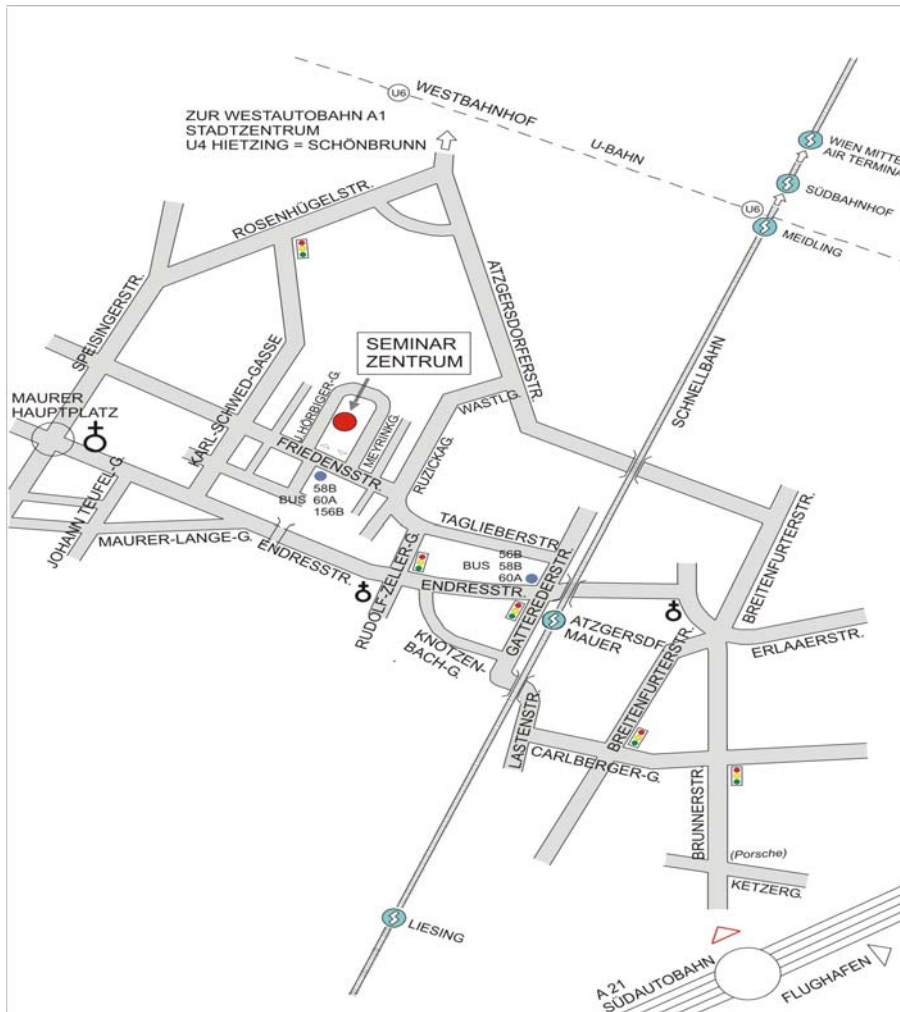 U6
WESTBAHNHOF
ZUR WESTAUTOBAHN A1
STADTZENTRUM
U4 HIETZING = SCHÖNBRUNN
U-BAHN
WIEN MITTE
AIR TERMINA
SÜDBAHNHOF
U6
MEIDLING
ROSENHÜGELSTR.
SPEISINGERSTR.
ATZGERSDORFERSTR.
SCHNELLBAHN
SEMINAR
ZENTRUM
KARL-SCHWED-GASSE
MAURER
HAUPTPLATZ
J.HÖRBIGER-G.
MEYRINKG.
WASTLG.
FRIEDENSSTR.
RUZICKAG.
JOHANN TEUFEL-G.
BUS
58B
60A
156B
MAURER-LANGE-G.
ENDRESSTR.
TAGLIEBERSTR.
BREITENFURTERSTR.
RUDOLF-ZELLER-G.
BUS
56B
58B
60A
ENDRESSTR.
GATTEREDERSTR.
KNOTZEN-
BACH-G.
ATZGERSDF.
MAUER
ERLAAERSTR.
BREITENFURTERSTR.
LASTENSTR.
CARLBERGER-G.
BRUNNERSTR.
(Porsche)
KETZERG.
LIESING
A 21
SÜDAUTOBAHN
FLUGHAFEN